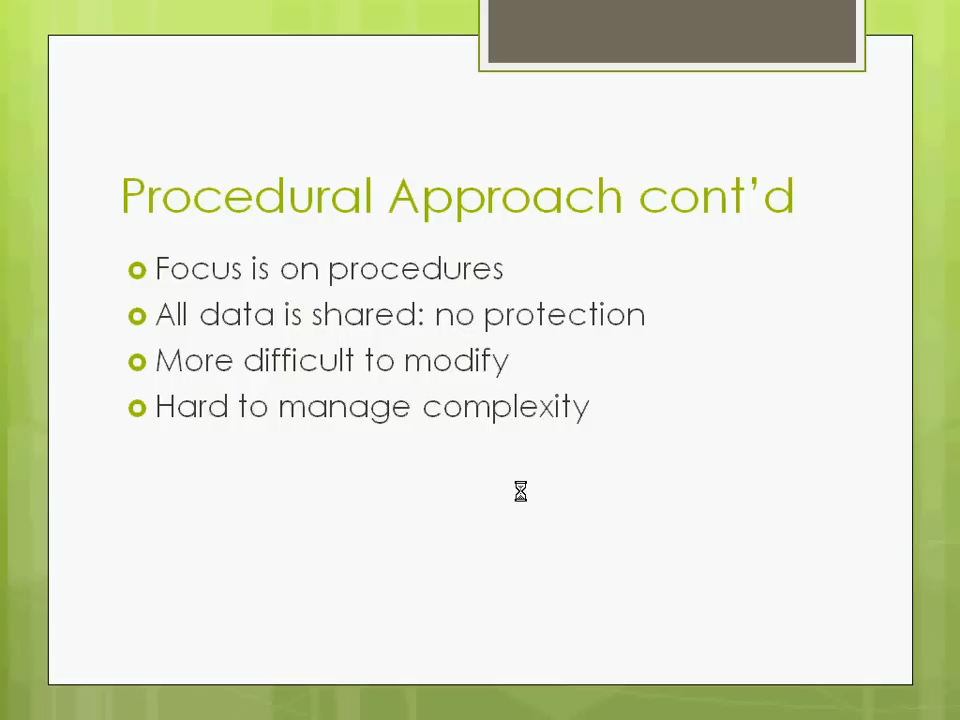 Procedural Approach cont’d
Focus is on procedures
All data is shared: no protection
More difficult to modify
Hard to manage complexity